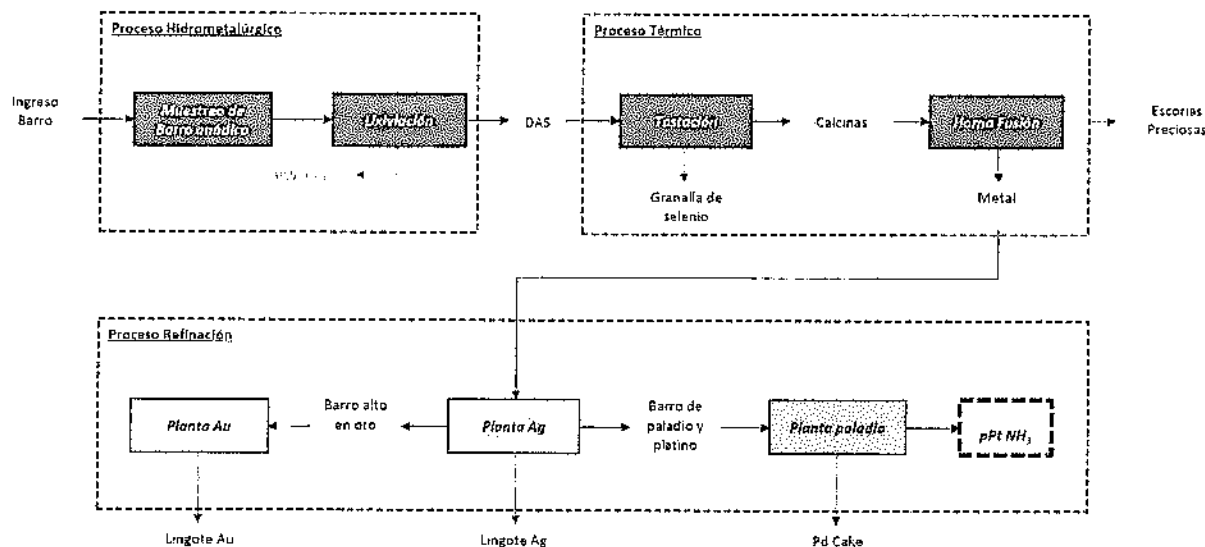 Proceso Hidrometalúrgico
Proceso Térmico
Ingreso
Barro
Muestreo de
Barro anódico
Lixiviación
DAS
Tostación
Calcinas
Horno Fusión
Escorias
Preciosas
Granalla de
selenio
Metal
Proceso Refinación
Planta Au
Barro alto
en oro
Planta Ag
Barro de
paladio y
platino
Planta paladio
pPt NH₃
Lingote Au
Lingote Ag
Pd Cake